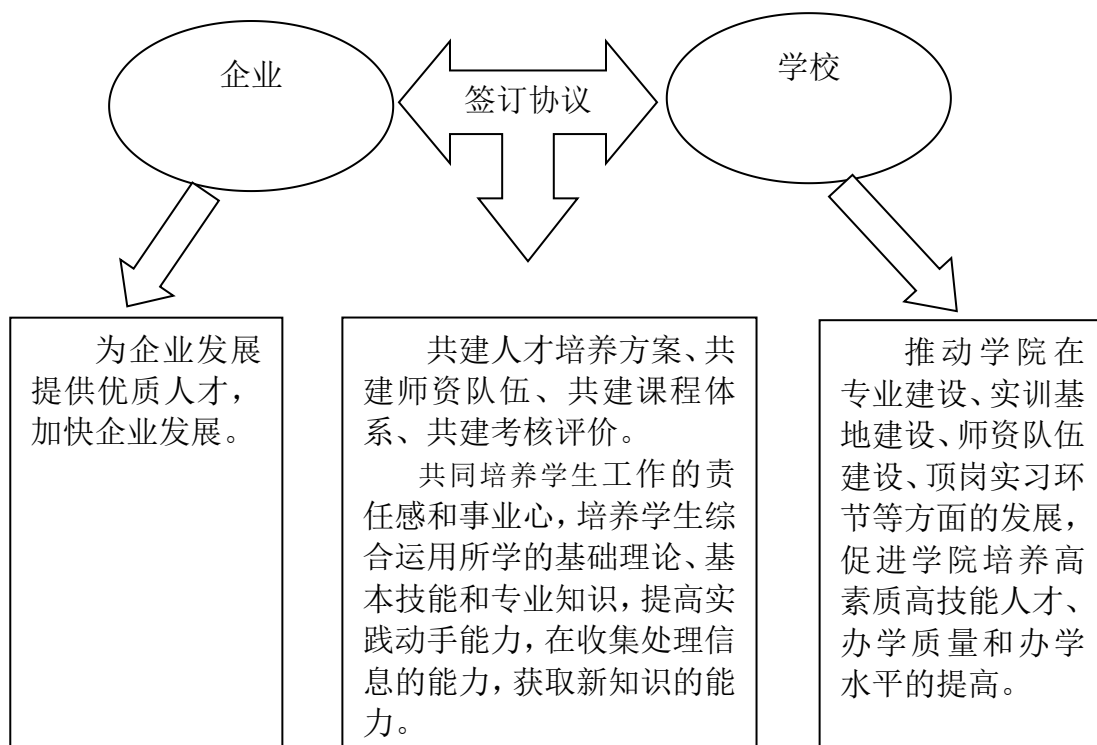 企业
签订协议
学校
为企业发展
提供优质人才，
加快企业发展。
共建人才培养方案、共
建师资队伍、共建课程体
系、共建考核评价。
共同培养学生工作的责
任感和事业心，培养学生综
合运用所学的基础理论、基
本技能和专业知识，提高实
践动手能力，在收集处理信
息的能力，获取新知识的能
力。
推动学院在
专业建设、实训基
地建设、师资队伍
建设、顶岗实习环
节等方面的发展，
促进学院培养高
素质高技能人才、
办学质量和办学
水平的提高。